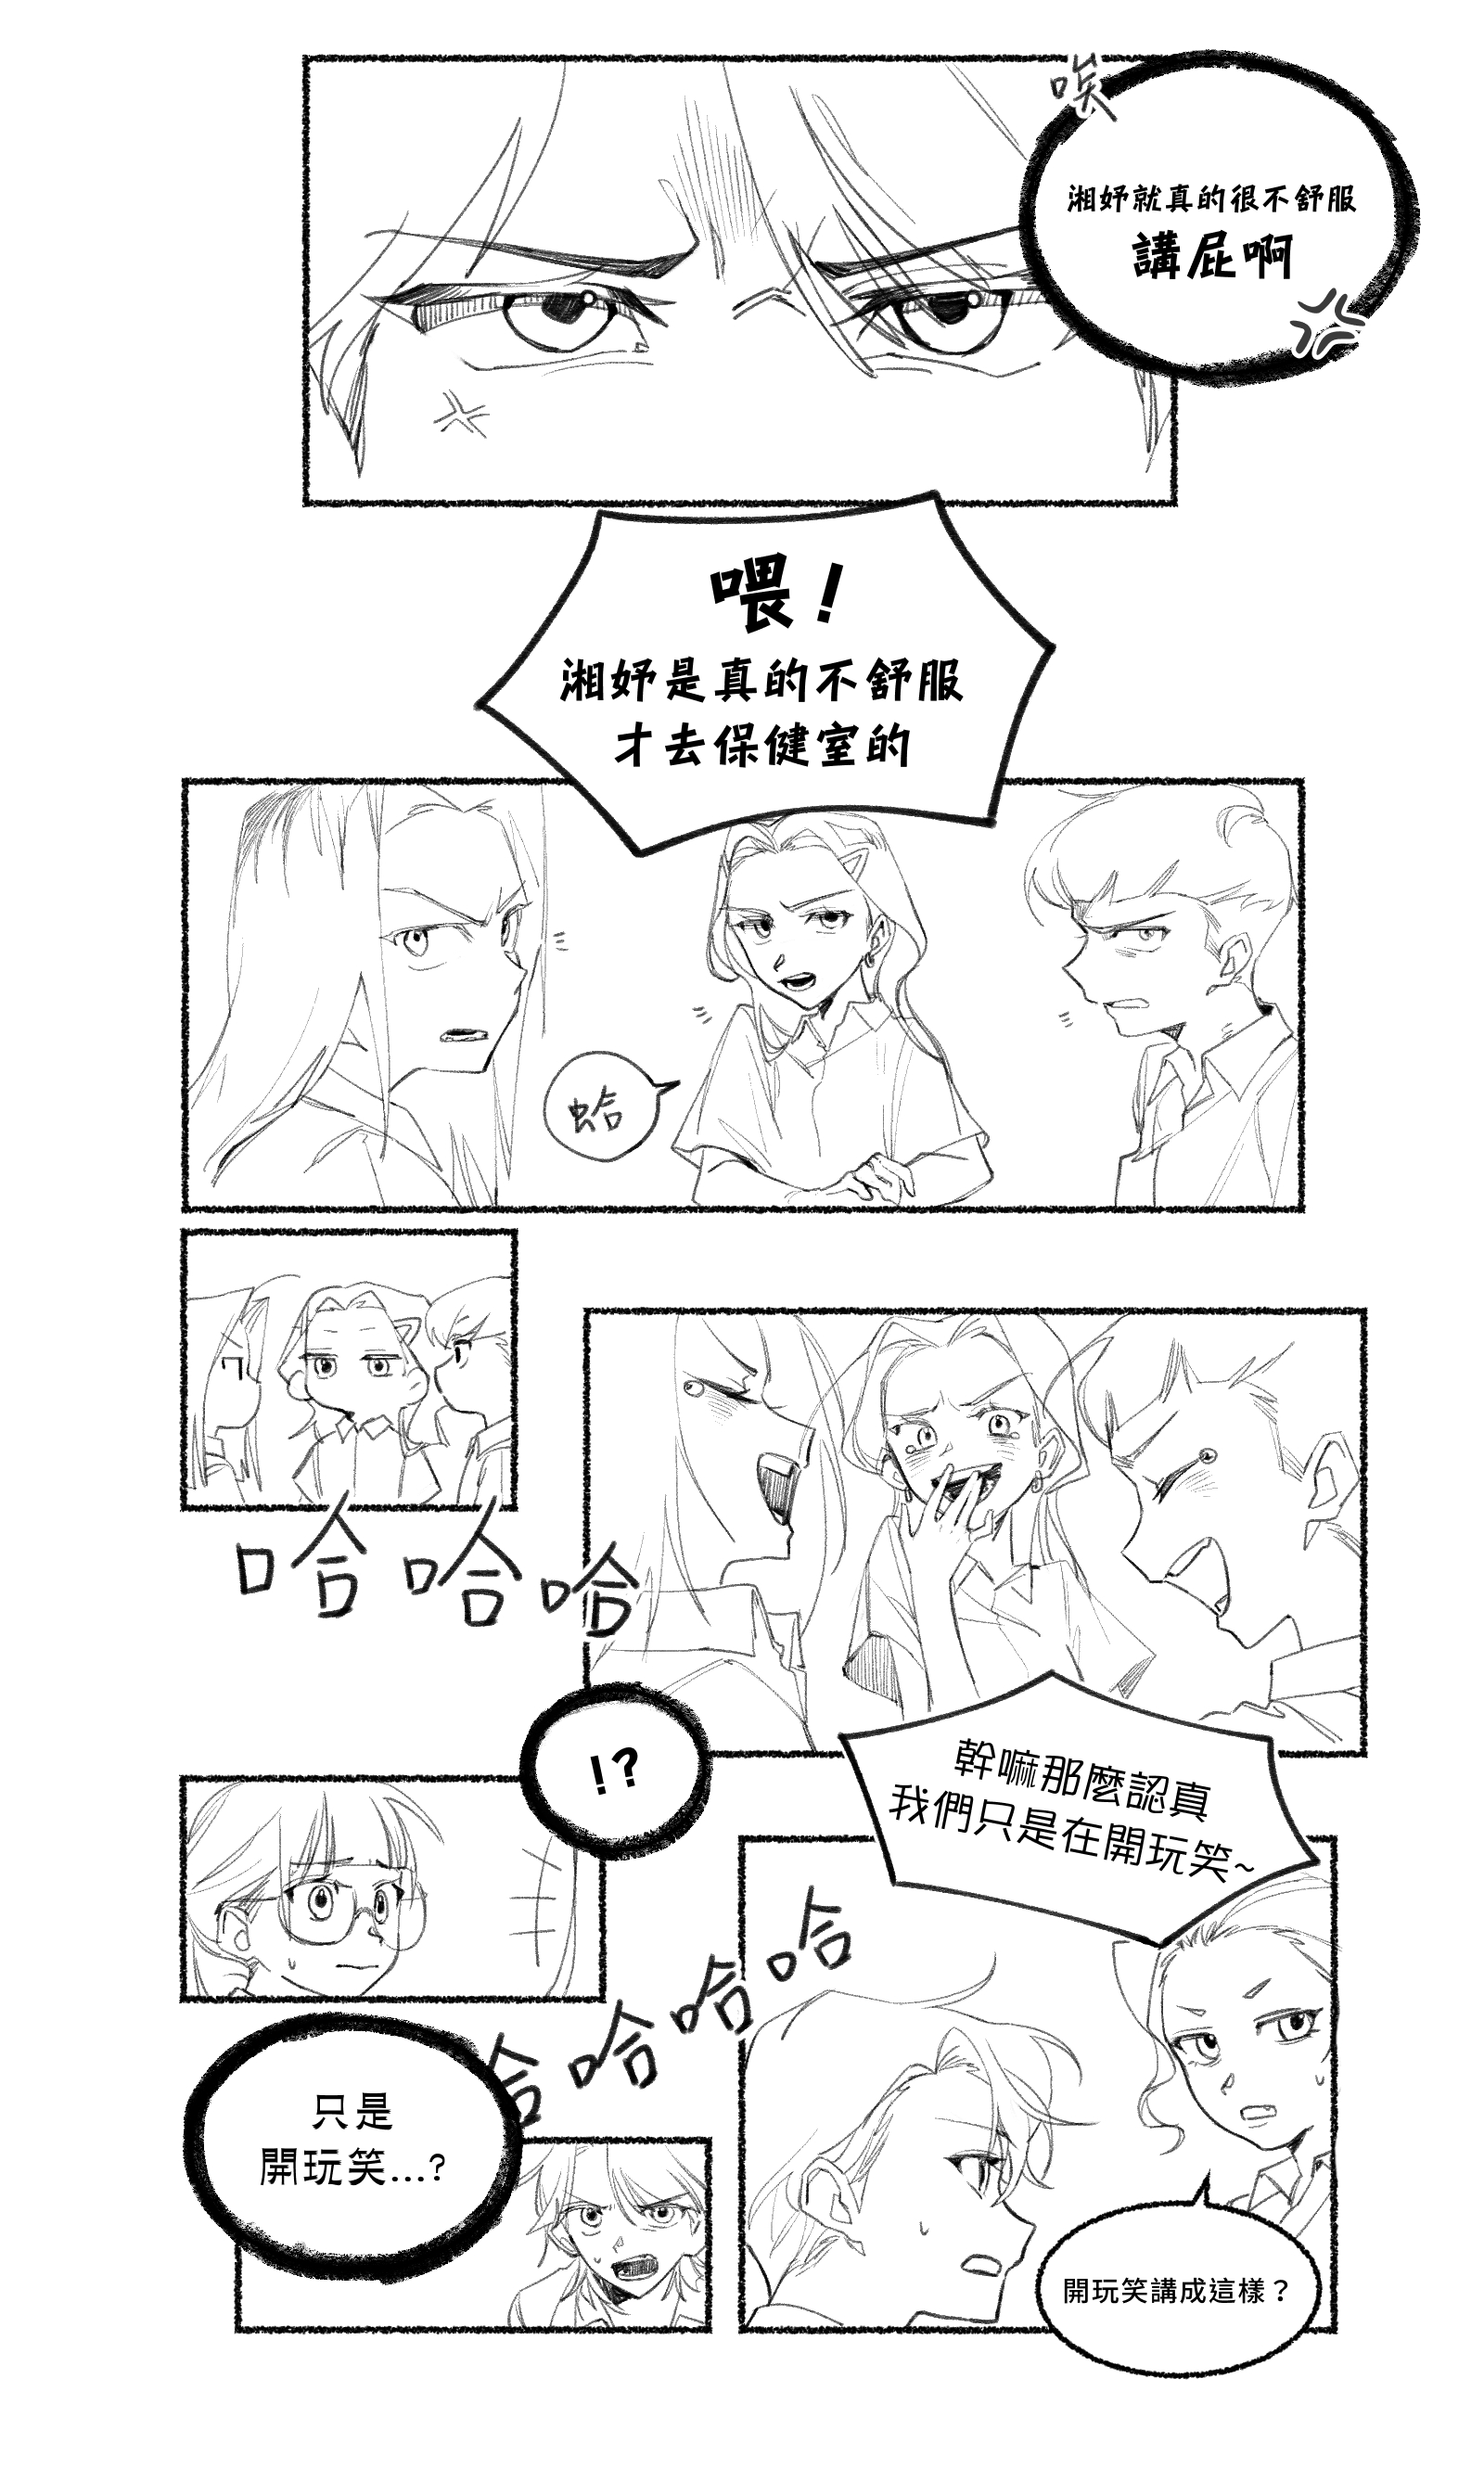 唉
湘妤就真的很不舒服
講屁啊
喂！
湘妤是真的不舒服
才去保健室的
蛤
哈哈哈
!?
幹嘛那麼認真
我們只是在開玩笑~
哈哈哈哈
只是
開玩笑...?
開玩笑講成這樣？